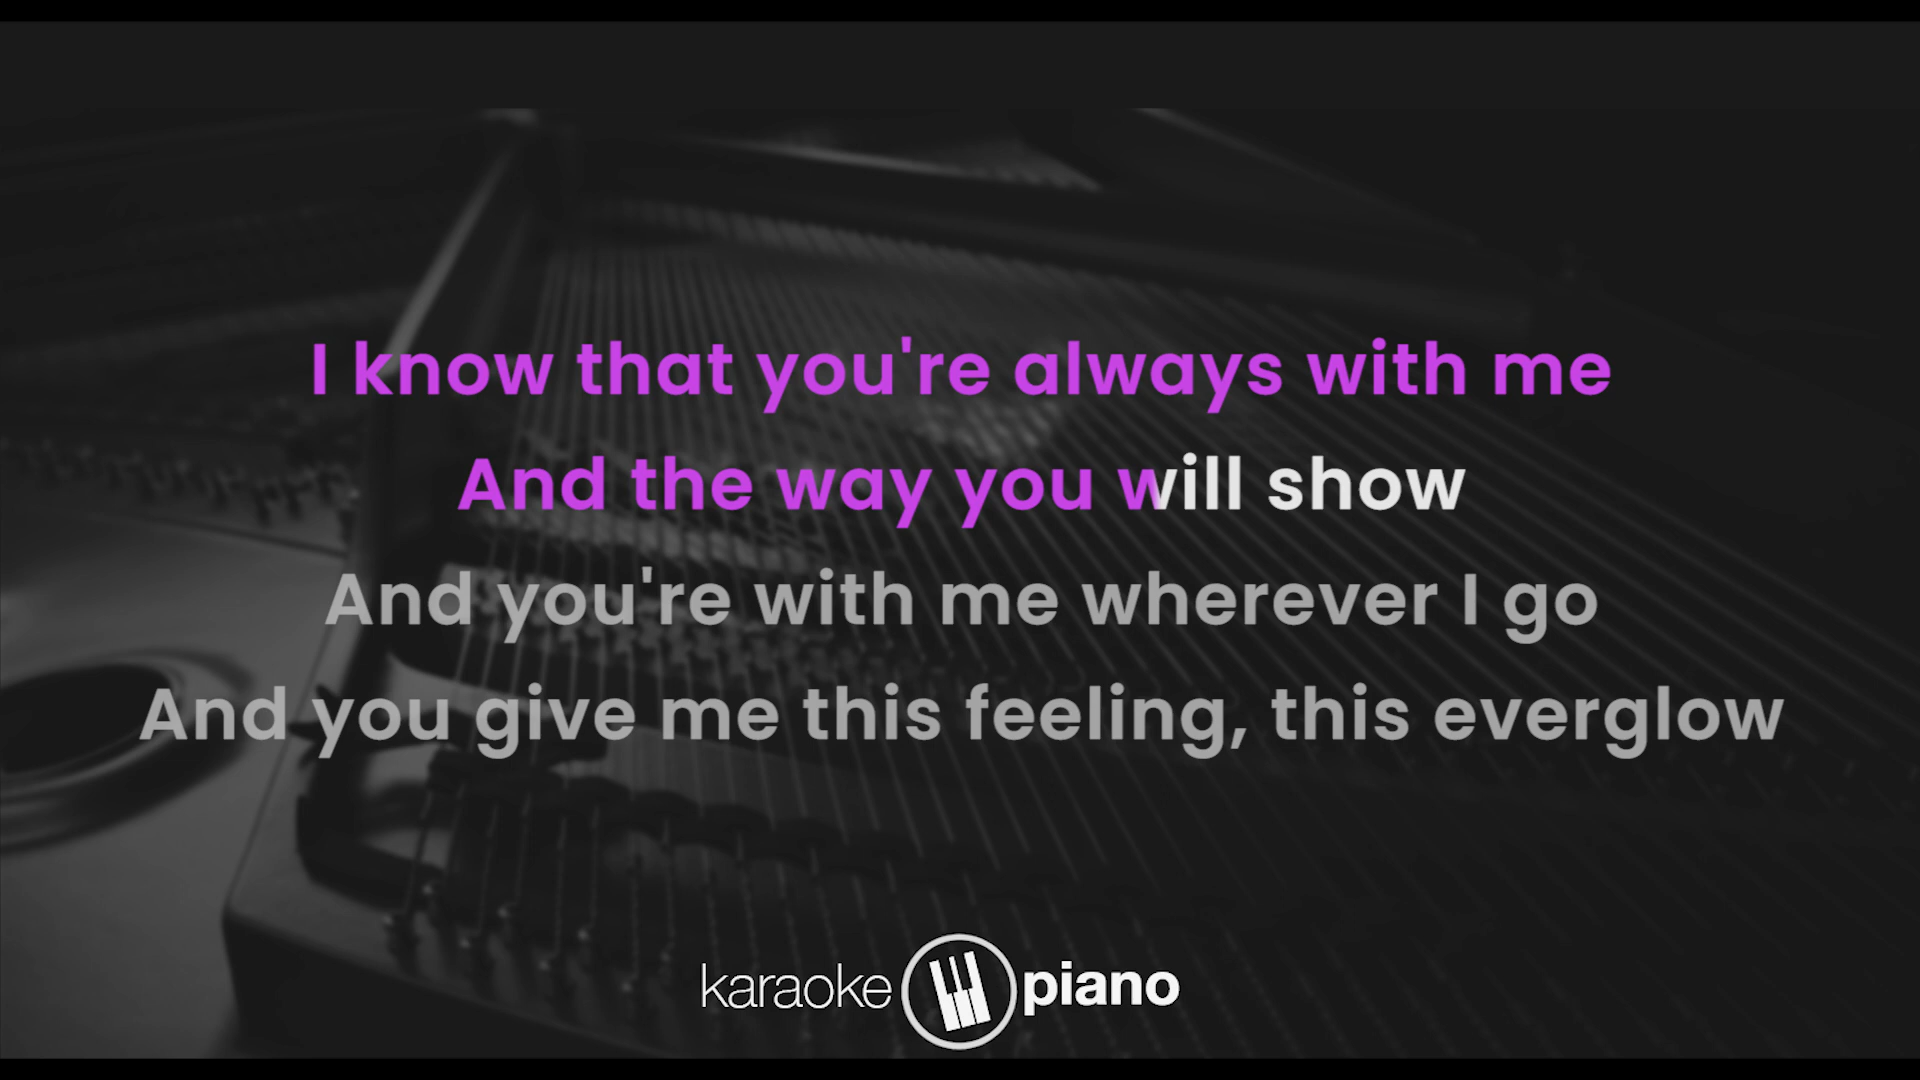 I know that you're always with me
And the way you will show
And you're with me wherever I go
And you give me this feeling, this everglow
karaoke piano